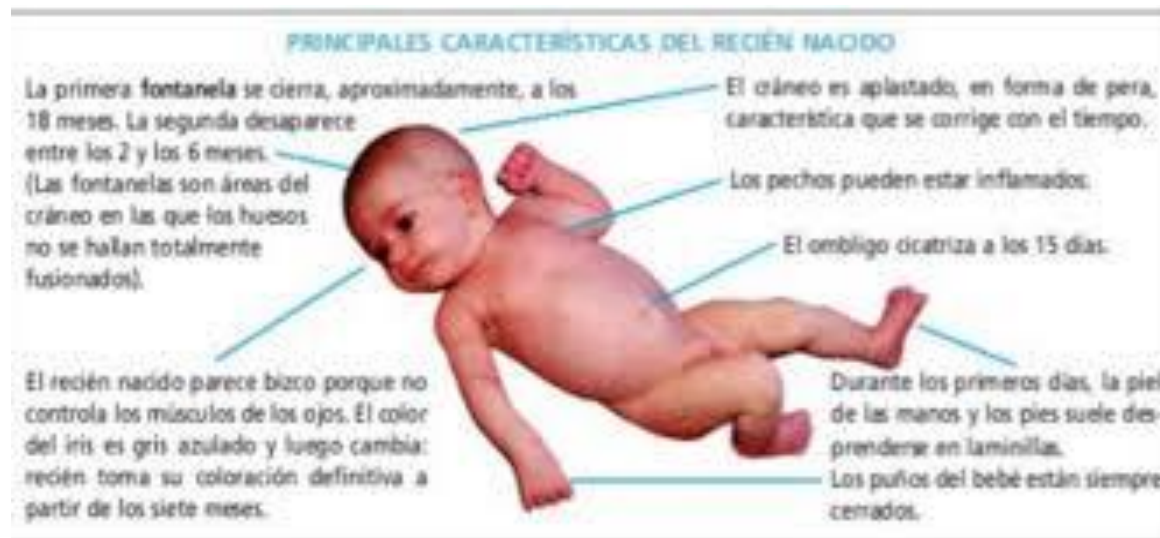 PRINCIPALES CARACTERÍSTICAS DEL RECIÉN NACIDO
La primera fontanela se cierra, aproximadamente, a los
18 meses. La segunda desaparece
entre los 2 y los 6 meses.
(Las fontanelas son áreas del
cráneo en las que los huesos
no se hallan totalmente
fusionados).
El cráneo es aplastado, en forma de pera,
característica que se corrige con el tiempo.
Los pechos pueden estar inflamados.
El ombligo cicatriza a los 15 días.
El recién nacido parece bizco porque no
controla los músculos de los ojos. El color
del iris es gris azulado y luego cambia:
recién toma su coloración definitiva a
partir de los siete meses.
Durante los primeros días, la piel
de las manos y los pies suele des-
prenderse en laminillas.
Los puños del bebé están siempre
cerrados.